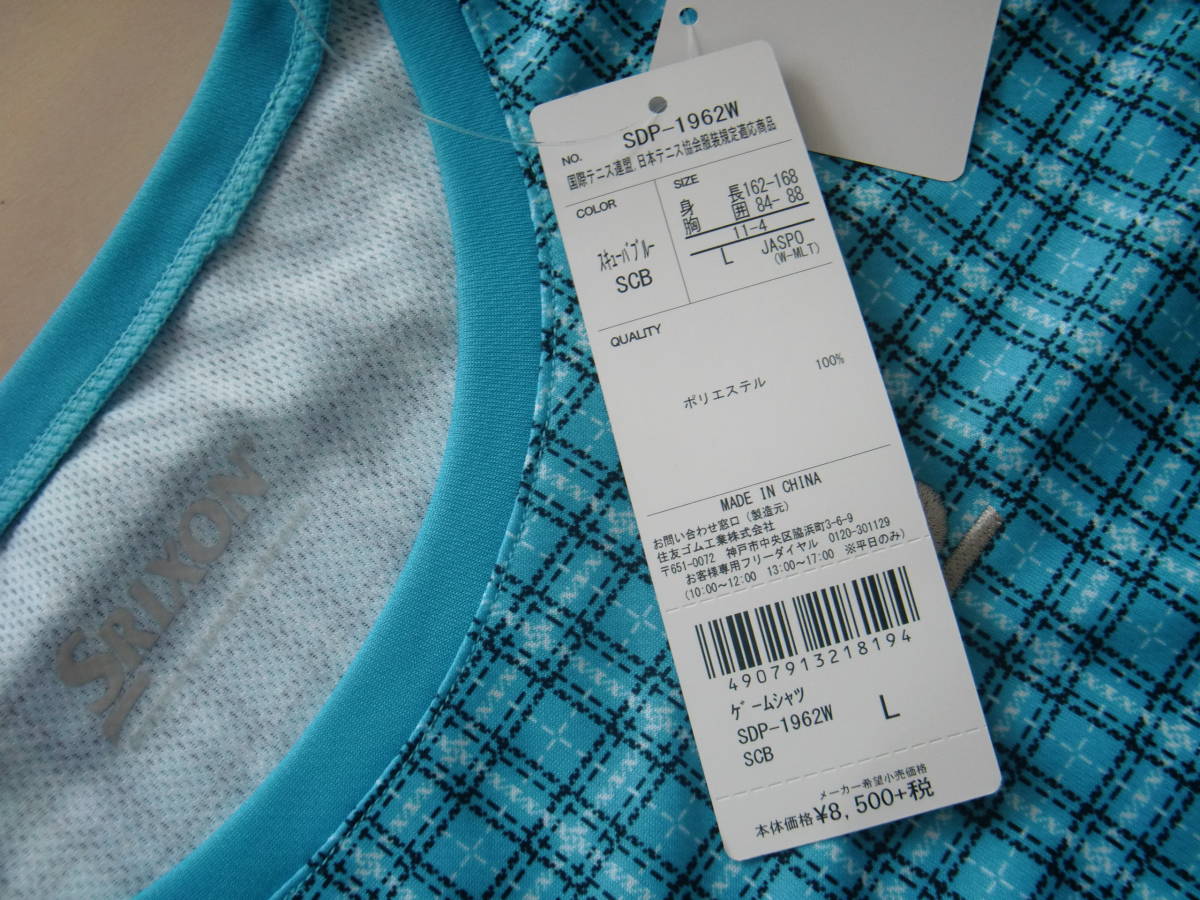 SRIXON
NO. SDP-1962W
国際テニス連盟 日本テニス協会服装規定適応商品
COLOR
スキューバブルー
SCB
SIZE
身 長162-168
胸 囲 84- 88
11-4
L JASPO
(W-MLT)
QUALITY
ポリエステル 100%
MADE IN CHINA
お問い合わせ窓口(製造元)
住友ゴム工業株式会社
〒651-0072 神戸市中央区脇浜町3-6-9
お客様専用フリーダイヤル 0120-301129
(10:00〜12:00 13:00〜17:00 ※平日のみ)
4907913218194
ゲームシャツ
SDP-1962W L
SCB
メーカー希望小売価格
本体価格¥8,500+税